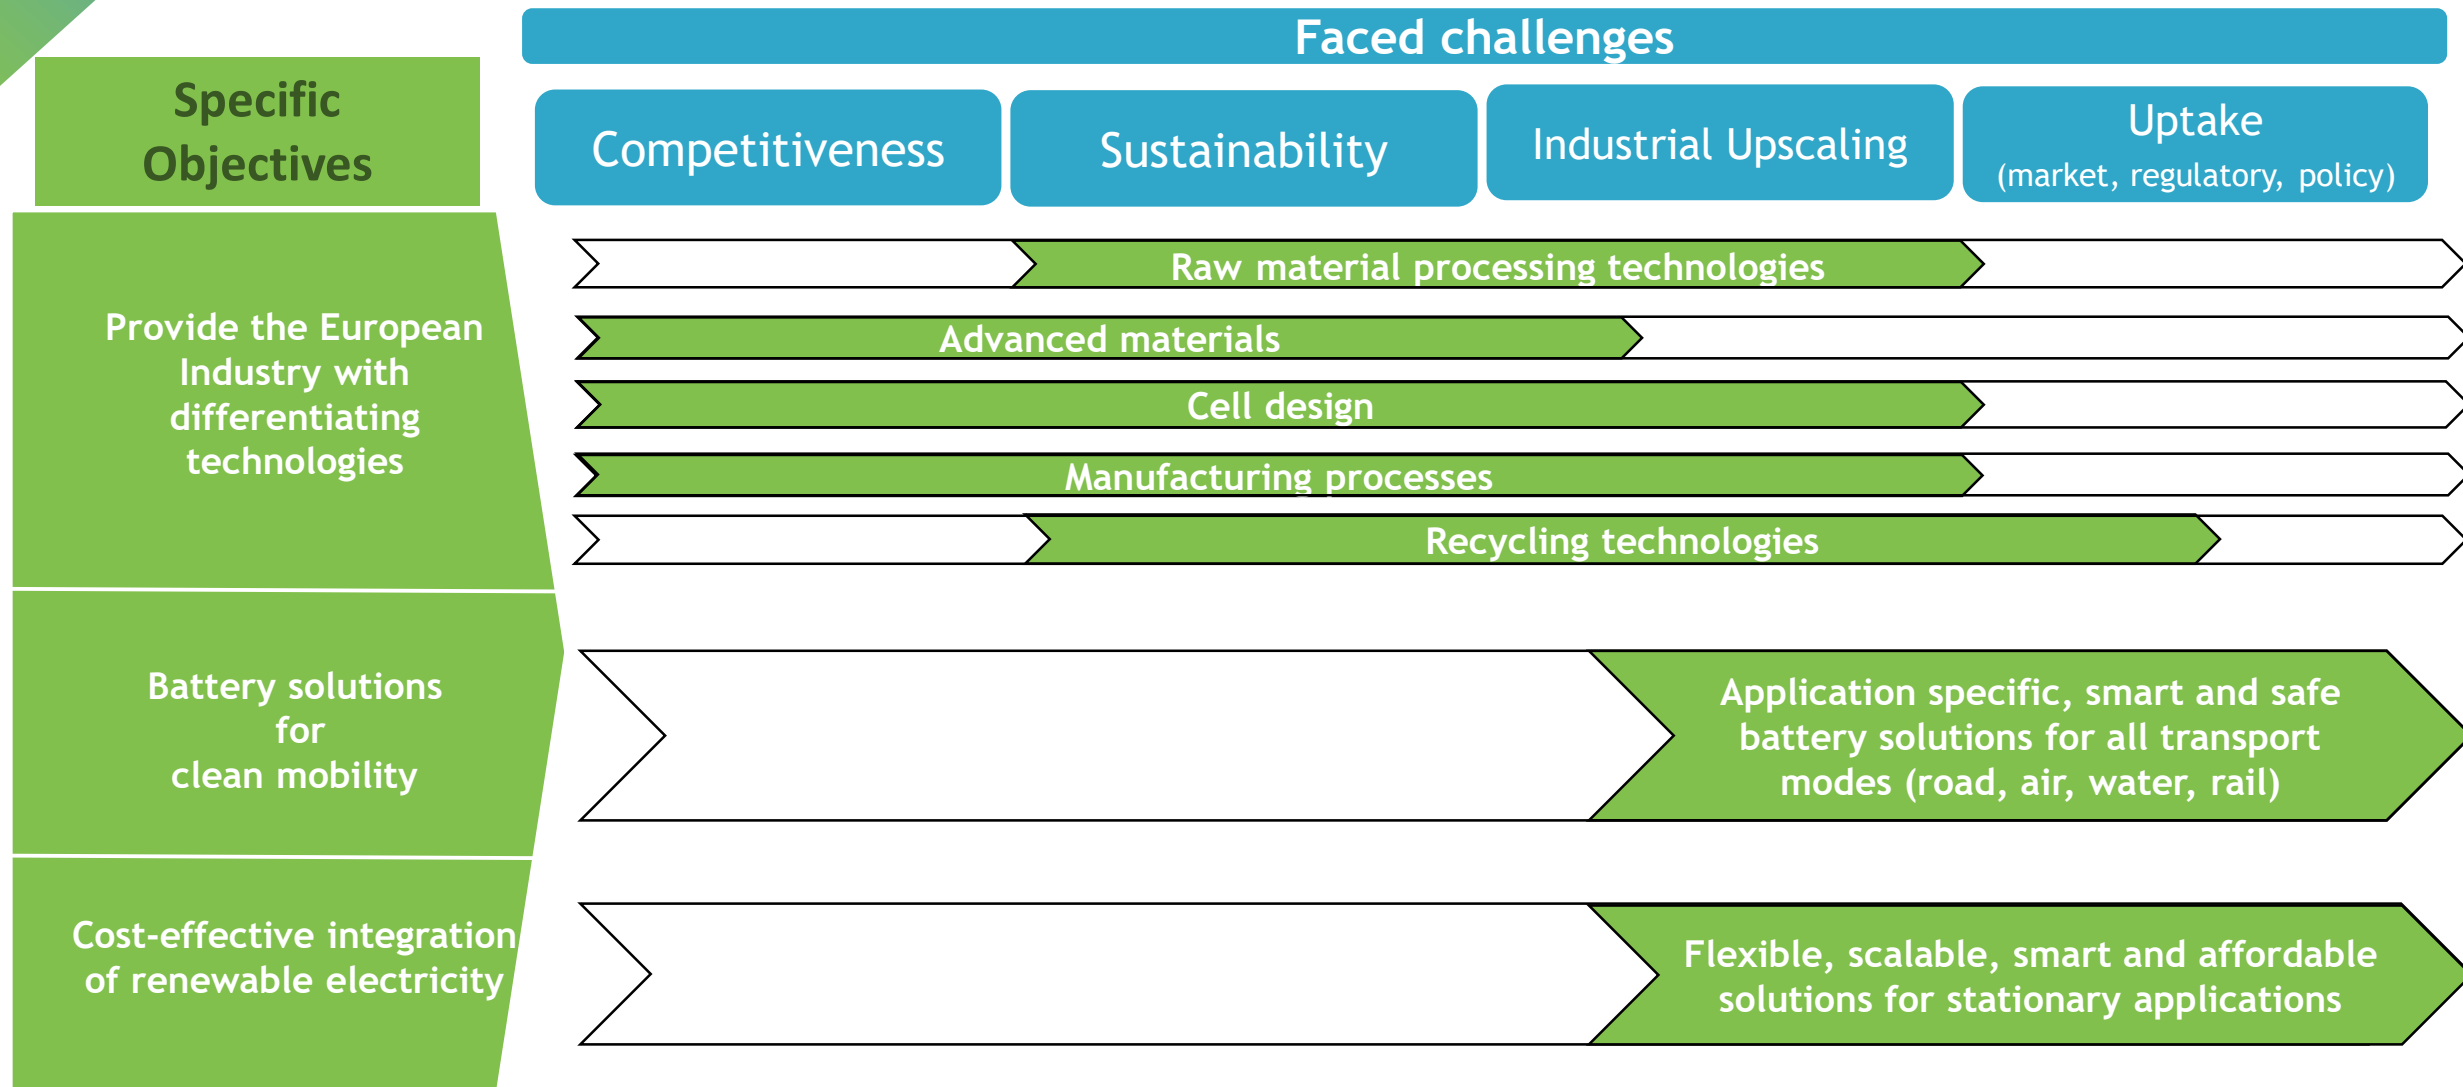 Faced challenges
Specific
Objectives
Competitiveness
Sustainability
Industrial Upscaling
Uptake
(market, regulatory, policy)
Provide the European
Industry with
differentiating
technologies
Raw material processing technologies
Advanced materials
Cell design
Manufacturing processes
Recycling technologies
Battery solutions
for
clean mobility
Application specific, smart and safe
battery solutions for all transport
modes (road, air, water, rail)
Cost-effective integration
of renewable electricity
Flexible, scalable, smart and affordable
solutions for stationary applications